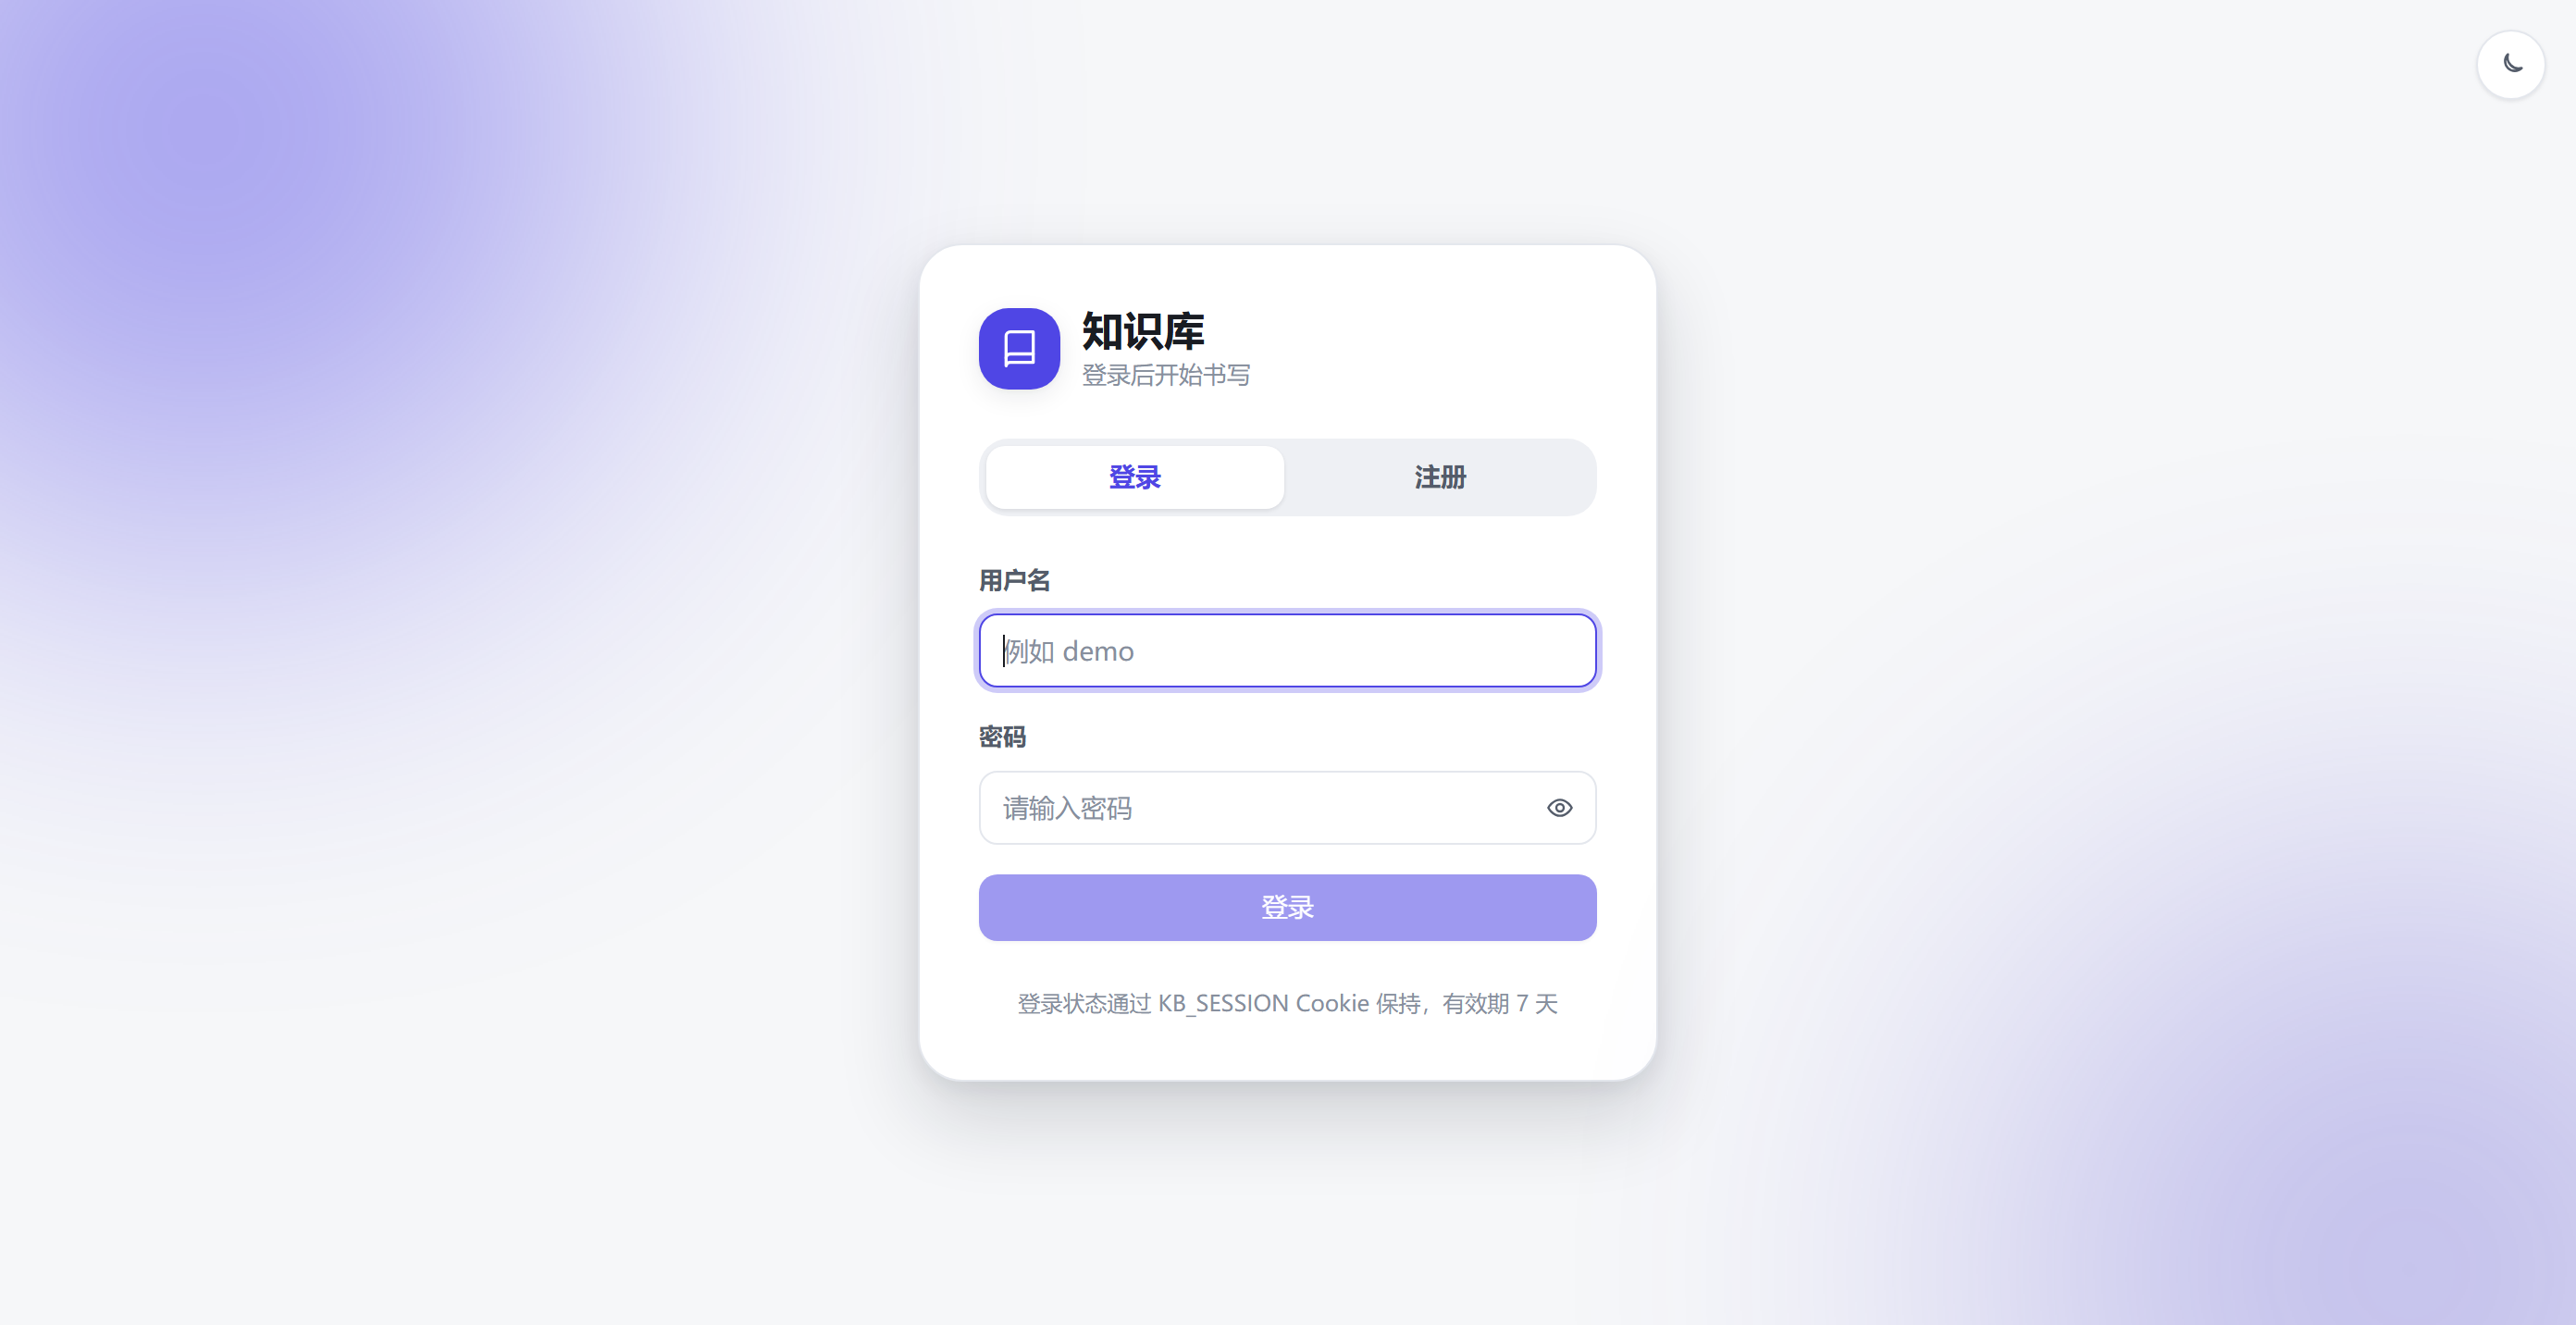 知识库
登录后开始书写
登录
注册
用户名
例如 demo
密码
请输入密码
登录
登录状态通过 KB_SESSION Cookie 保持，有效期 7 天